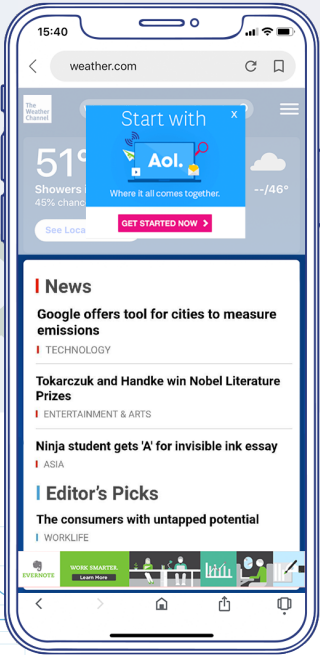 15:40
weather.com
The
Weather
Channel
Start with
X
Aol.
Where it all comes together.
GET STARTED NOW
51°
Showers
45% chanc
--/46°
See Loca
News
Google offers tool for cities to measure
emissions
TECHNOLOGY
Tokarczuk and Handke win Nobel Literature
Prizes
ENTERTAINMENT & ARTS
Ninja student gets 'A' for invisible ink essay
ASIA
Editor's Picks
The consumers with untapped potential
WORKLIFE
EVERNOTE
WORK SMARTER.
Learn More